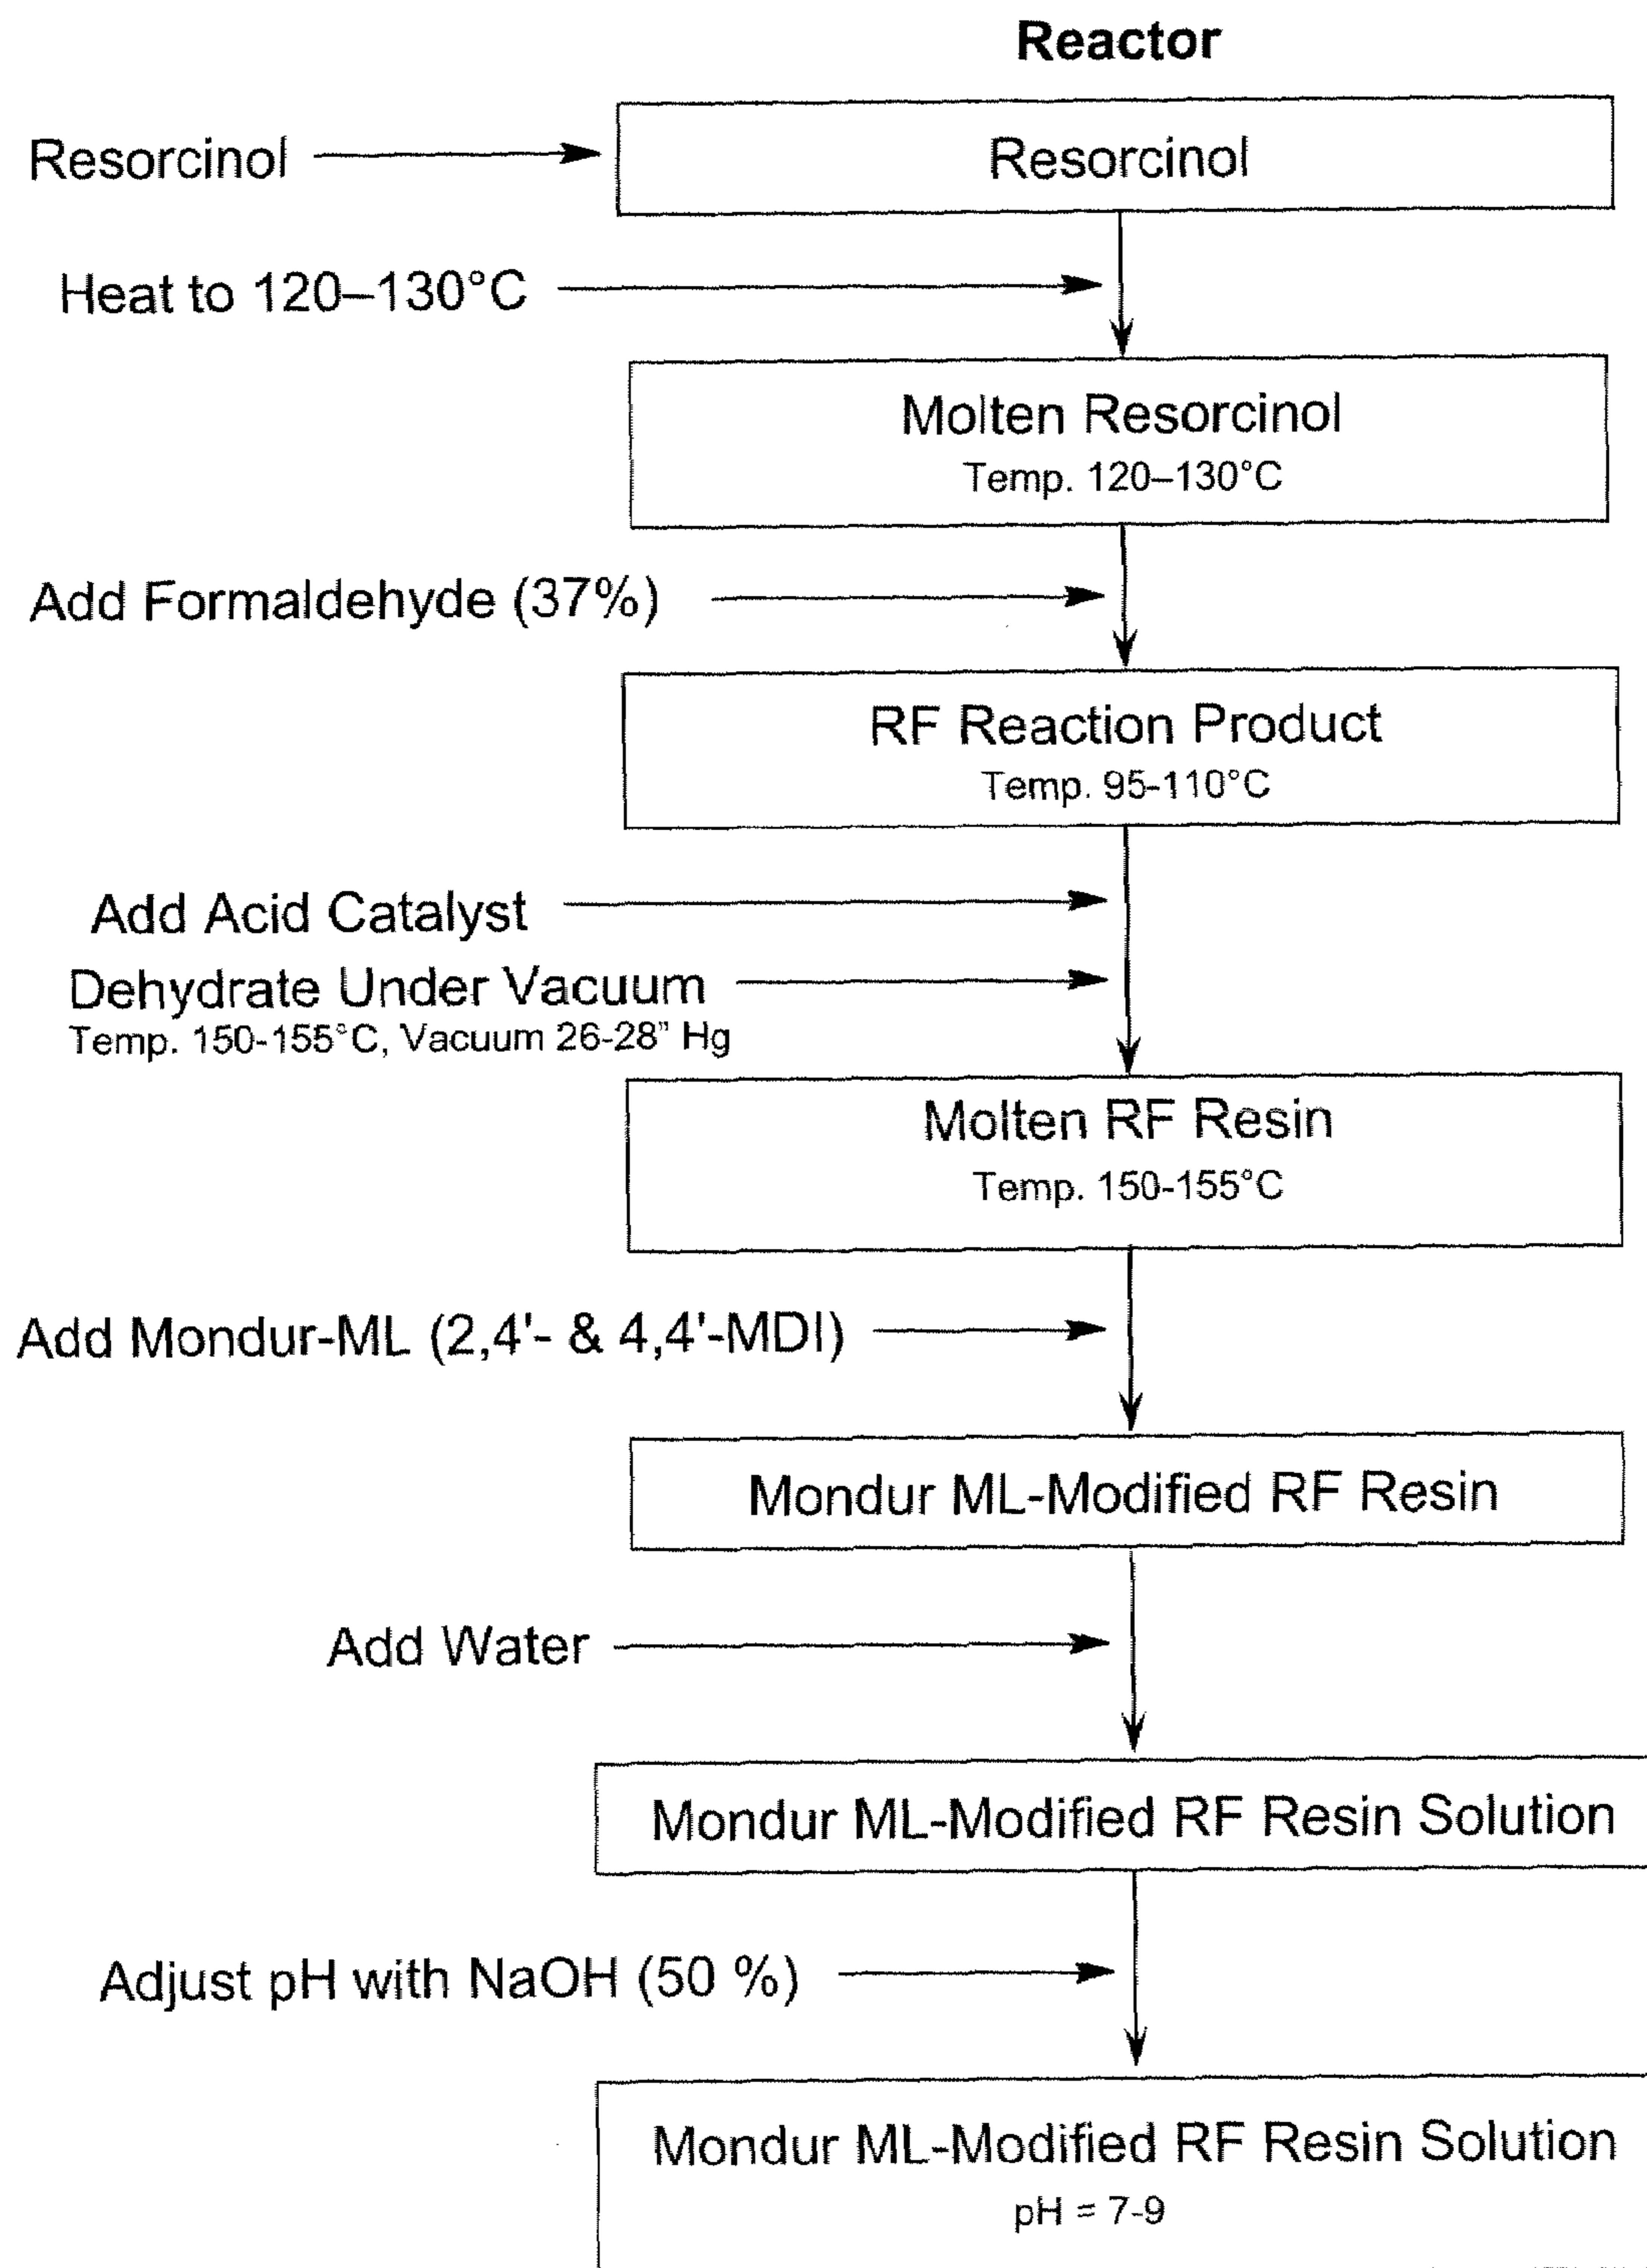 Reactor
Resorcinol
Resorcinol
Heat to 120–130°C
Molten Resorcinol
Temp. 120–130°C
Add Formaldehyde (37%)
RF Reaction Product
Temp. 95-110°C
Add Acid Catalyst
Dehydrate Under Vacuum
Temp. 150-155°C, Vacuum 26-28” Hg
Molten RF Resin
Temp. 150-155°C
Add Mondur-ML (2,4'- & 4,4'-MDI)
Mondur ML-Modified RF Resin
Add Water
Mondur ML-Modified RF Resin Solution
Adjust pH with NaOH (50 %)
Mondur ML-Modified RF Resin Solution
pH = 7-9